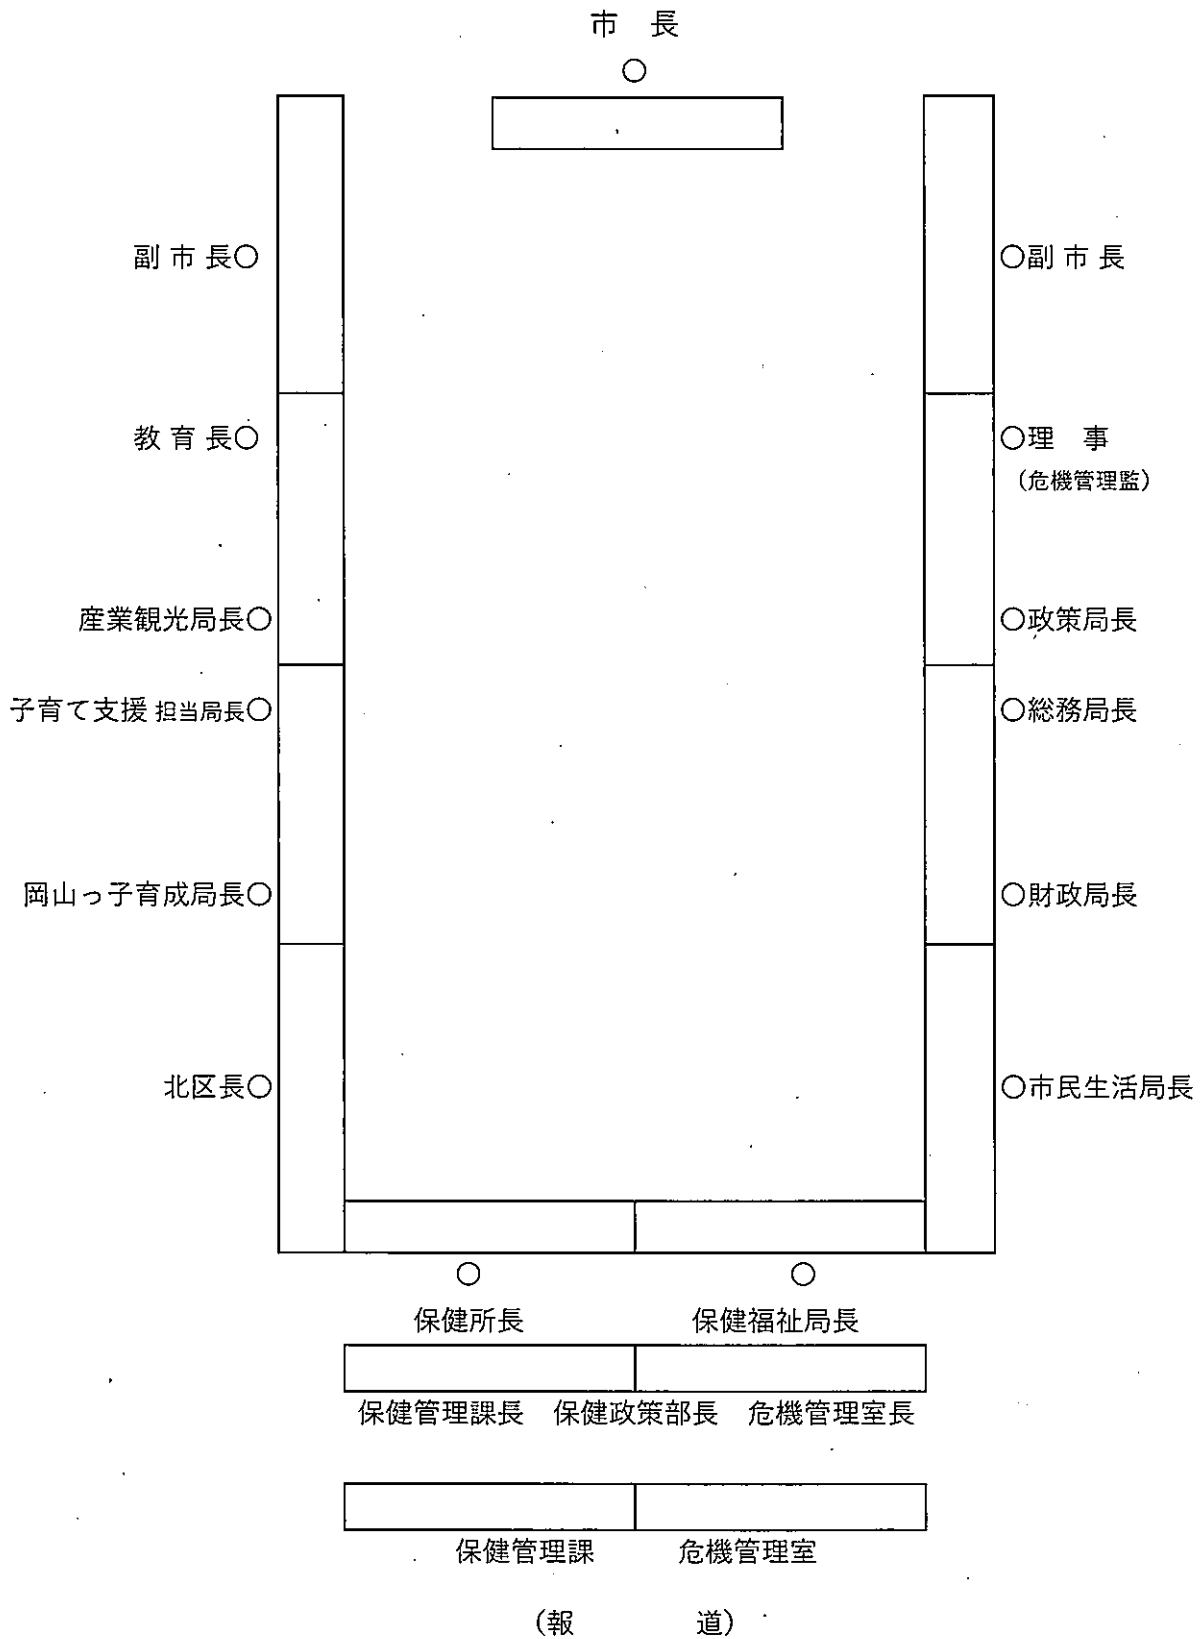 市 長
○
副 市 長○ ○副 市 長
教 育 長○ ○理 事
（危機管理監）
産業観光局長○ ○政策局長
子育て支援 担当局長○ ○総務局長
岡山っ子育成局長○ ○財政局長
北区長○ ○市民生活局長
○ ○
保健所長 保健福祉局長
保健管理課長 保健政策部長 危機管理室長
保健管理課 危機管理室
（報 道）